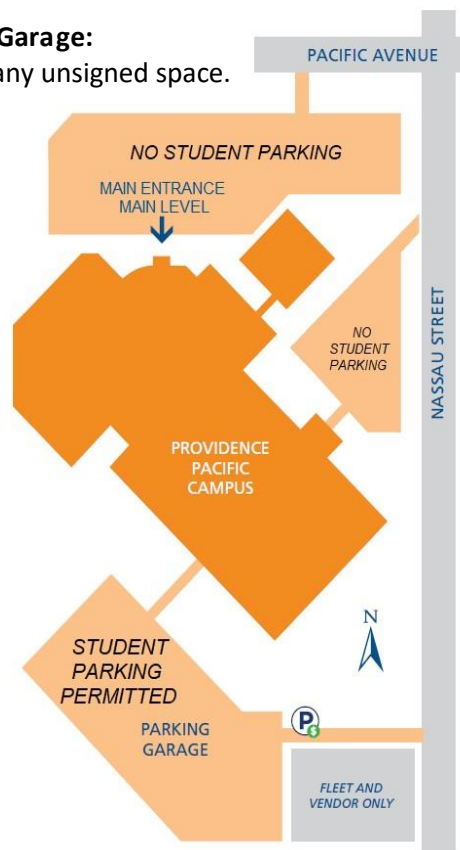 Garage:
any unsigned space.
PACIFIC AVENUE
NO STUDENT PARKING
MAIN ENTRANCE
MAIN LEVEL
NO
STUDENT
PARKING
NASSAU STREET
PROVIDENCE
PACIFIC
CAMPUS
N
STUDENT
PARKING
PERMITTED
PARKING
GARAGE
P
$
FLEET AND
VENDOR ONLY